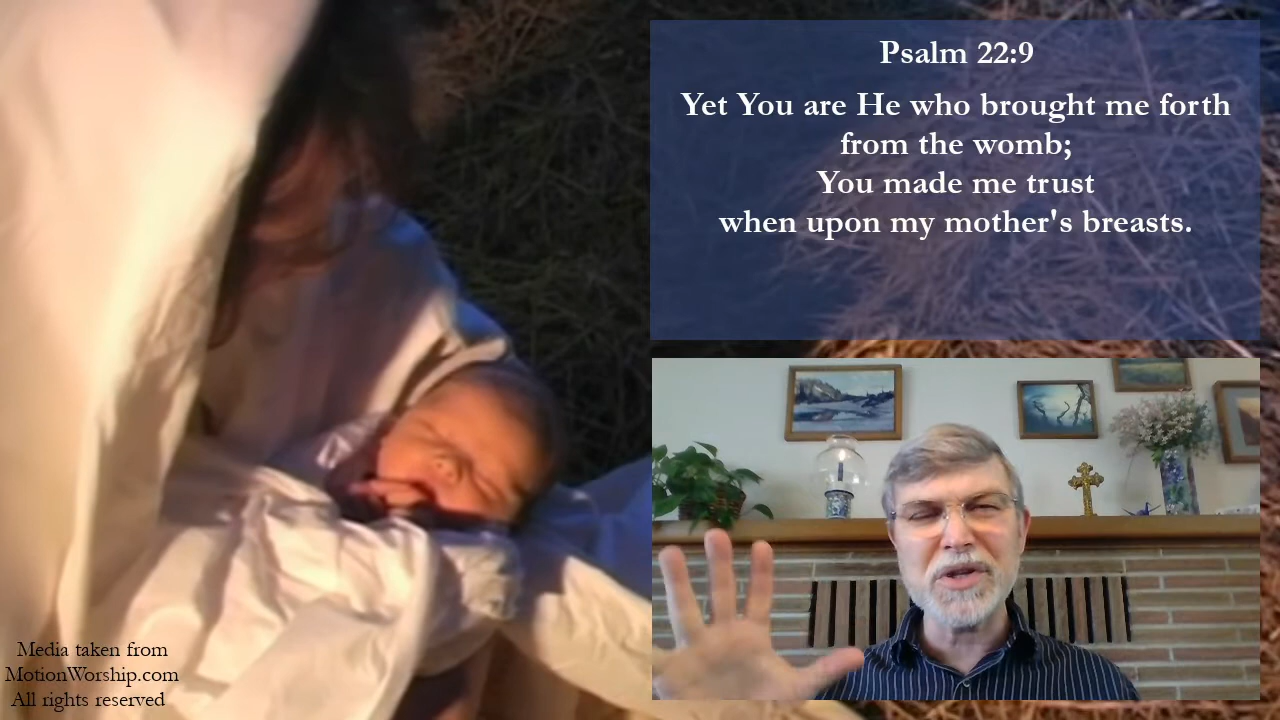 Psalm 22:9
Yet You are He who brought me forth
from the womb;
You made me trust
when upon my mother's breasts.
Media taken from
MotionWorship.com
All rights reserved